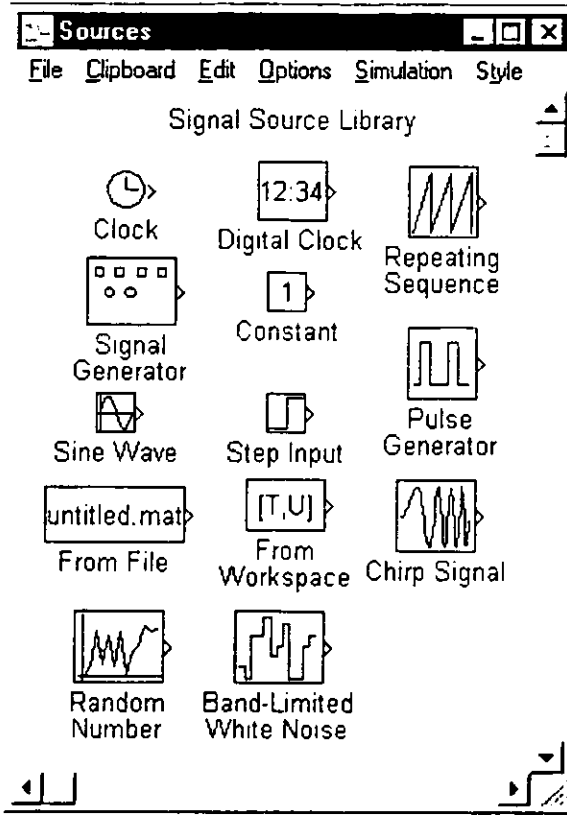 Sources
File Clipboard Edit Options Simulation Style
Signal Source Library
12:34
Clock
Digital Clock
Repeating
Sequence
1
Signal
Generator
Constant
Pulse
Generator
Sine Wave
Step Input
untitled.mat
[T,U]
From File
From
Workspace
Chirp Signal
Random
Number
Band-Limited
White Noise